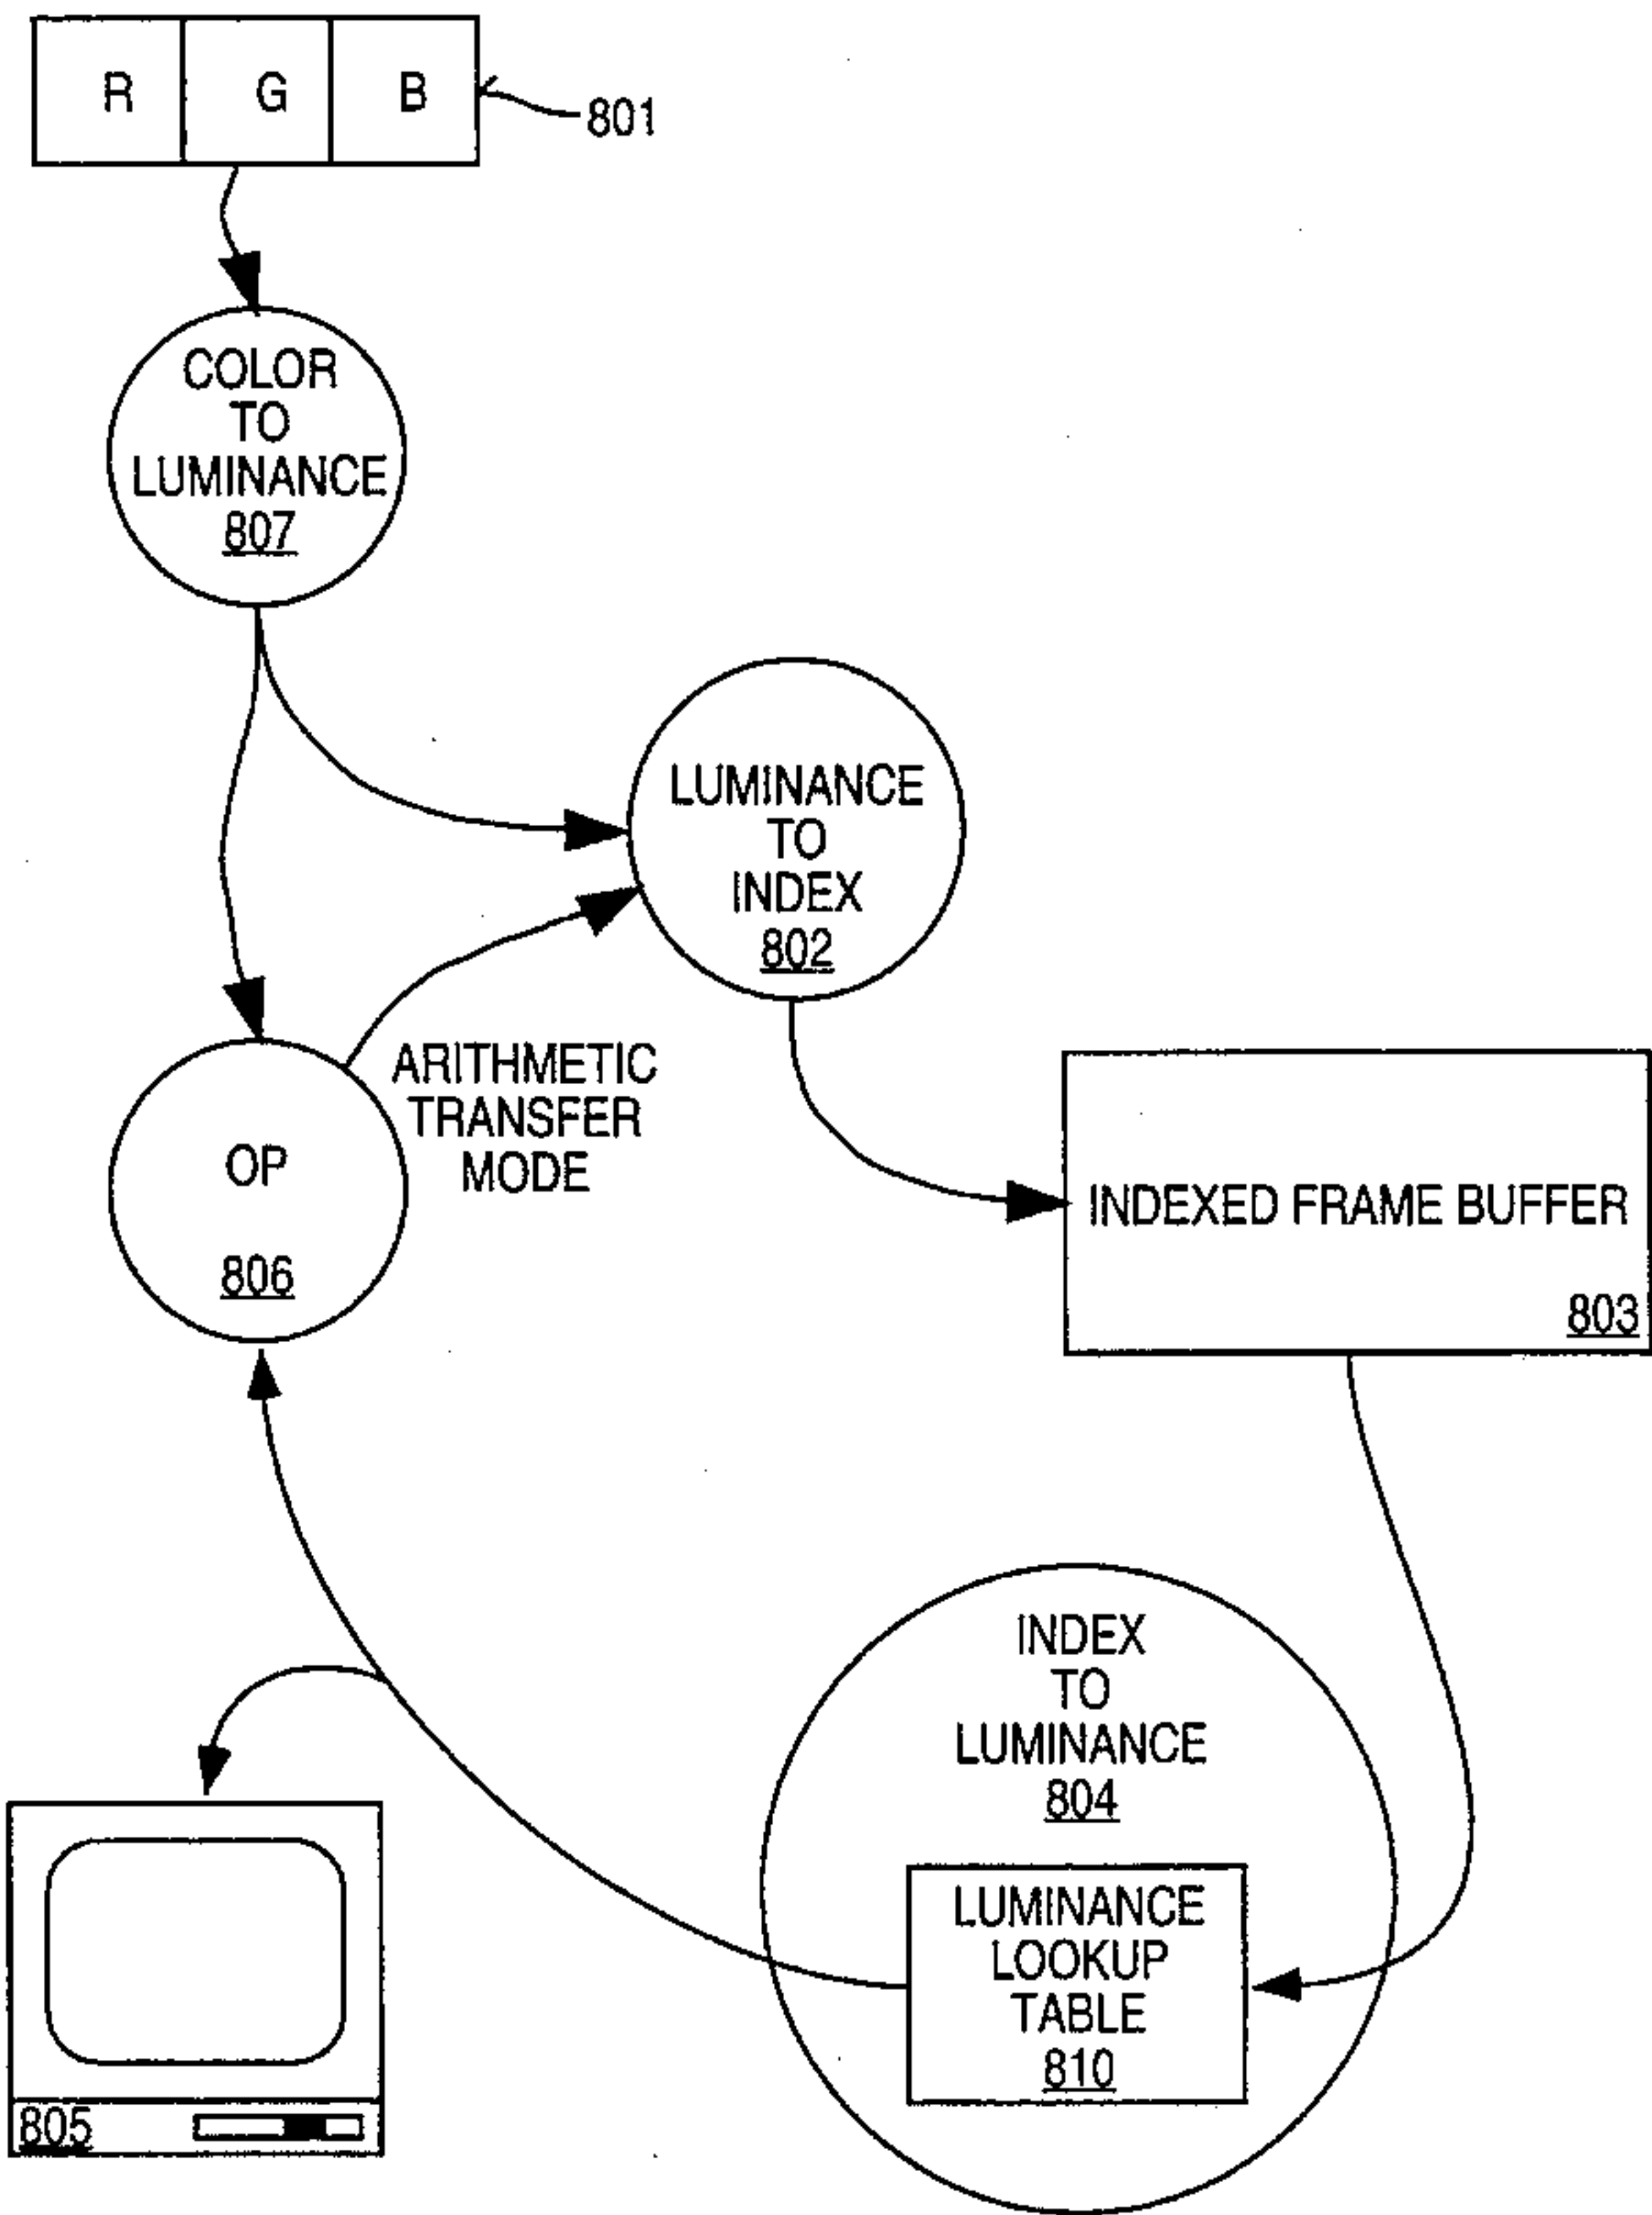 R G B
801
COLOR
TO
LUMINANCE
807
LUMINANCE
TO
INDEX
802
ARITHMETIC
TRANSFER
MODE
OP
806
INDEXED FRAME BUFFER
803
INDEX
TO
LUMINANCE
804
LUMINANCE
LOOKUP
TABLE
810
805